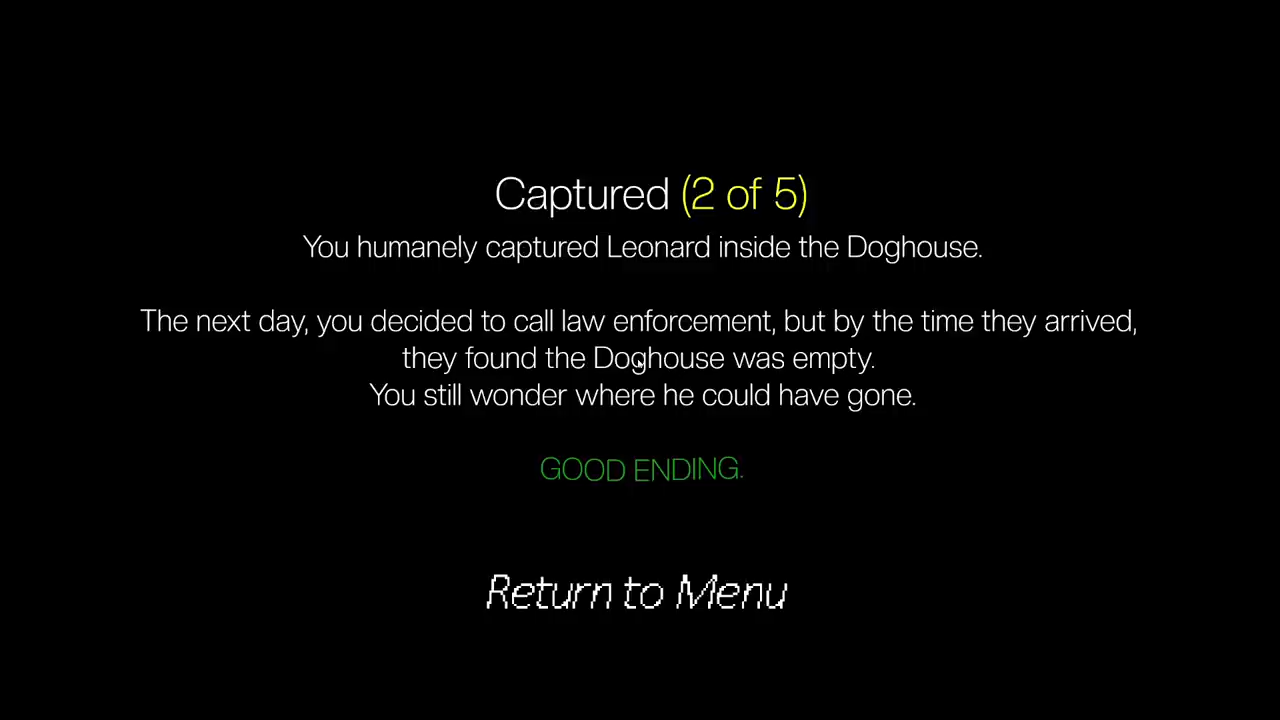 Captured (2 of 5)
You humanely captured Leonard inside the Doghouse.
The next day, you decided to call law enforcement, but by the time they arrived,
they found the Doghouse was empty.
You still wonder where he could have gone.
GOOD ENDING.
Return to Menu